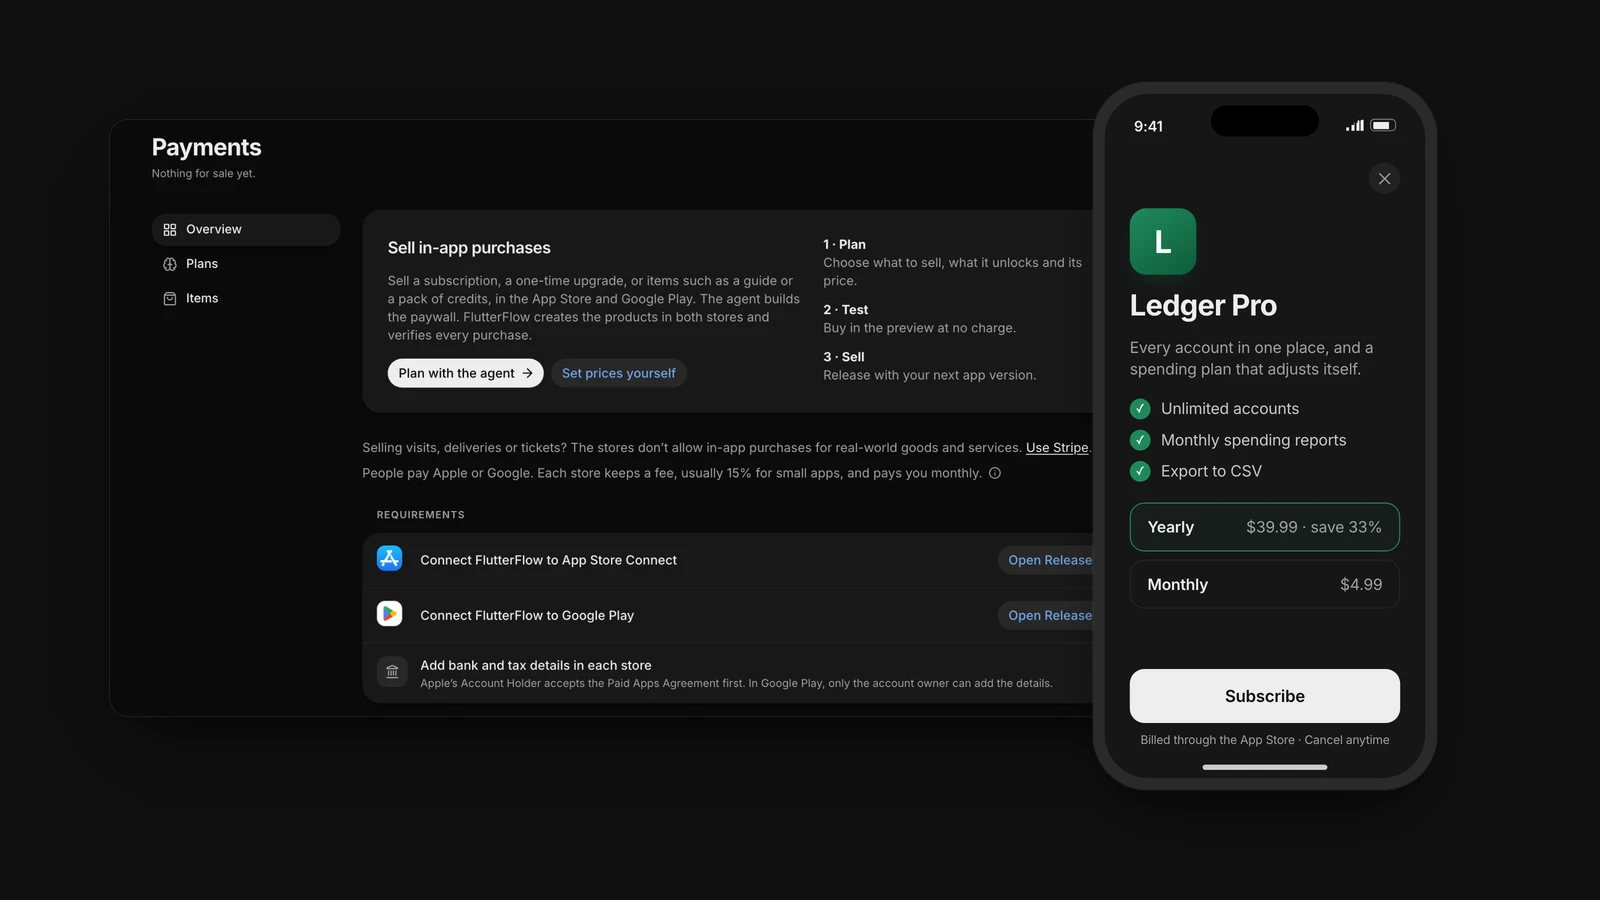 Payments
Nothing for sale yet.
Overview
Plans
Items
Sell in-app purchases
Sell a subscription, a one-time upgrade, or items such as a guide or
a pack of credits, in the App Store and Google Play. The agent builds
the paywall. FlutterFlow creates the products in both stores and
verifies every purchase.
Plan with the agent →
Set prices yourself
1 · Plan
Choose what to sell, what it unlocks and its
price.
2 · Test
Buy in the preview at no charge.
3 · Sell
Release with your next app version.
Selling visits, deliveries or tickets? The stores don’t allow in-app purchases for real-world goods and services. Use Stripe.
People pay Apple or Google. Each store keeps a fee, usually 15% for small apps, and pays you monthly.
REQUIREMENTS
Connect FlutterFlow to App Store Connect
Open Release
Connect FlutterFlow to Google Play
Open Release
Add bank and tax details in each store
Apple’s Account Holder accepts the Paid Apps Agreement first. In Google Play, only the account owner can add the details.
9:41
L
Ledger Pro
Every account in one place, and a
spending plan that adjusts itself.
Unlimited accounts
Monthly spending reports
Export to CSV
Yearly $39.99 · save 33%
Monthly $4.99
Subscribe
Billed through the App Store · Cancel anytime